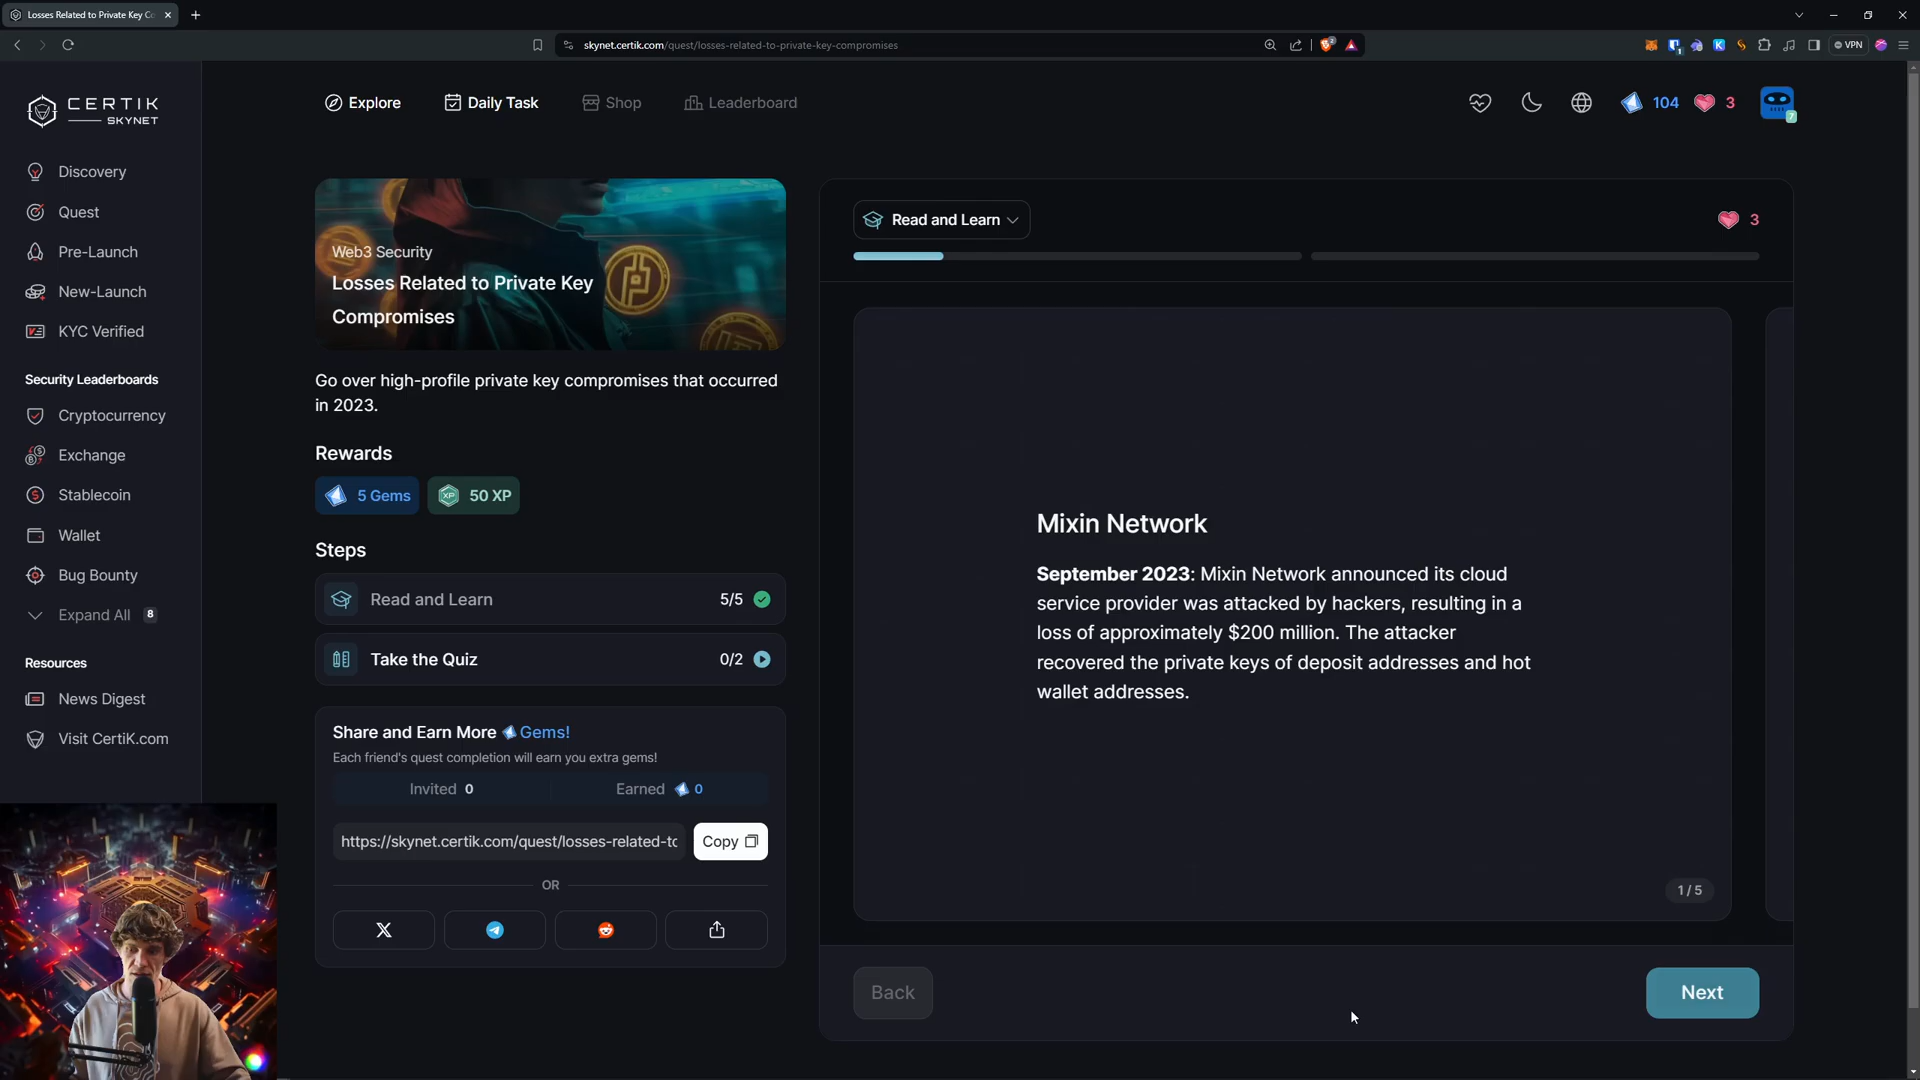 Losses Related to Private Key Co
skynet.certik.com/quest/losses-related-to-private-key-compromises
2
1
VPN
CERTIK
SKYNET
Explore
Daily Task
Shop
Leaderboard
104
3
7
Discovery
Quest
Pre-Launch
New-Launch
KYC Verified
Security Leaderboards
Cryptocurrency
Exchange
Stablecoin
Wallet
Bug Bounty
Expand All 8
Resources
News Digest
Visit CertiK.com
Web3 Security
Losses Related to Private Key
Compromises
Go over high-profile private key compromises that occurred
in 2023.
Rewards
5 Gems
XP 50 XP
Steps
Read and Learn 5/5
Take the Quiz 0/2
Share and Earn More Gems!
Each friend's quest completion will earn you extra gems!
Invited 0
Earned 0
https://skynet.certik.com/quest/losses-related-to
Copy
OR
Read and Learn
3
Mixin Network
September 2023: Mixin Network announced its cloud
service provider was attacked by hackers, resulting in a
loss of approximately $200 million. The attacker
recovered the private keys of deposit addresses and hot
wallet addresses.
1 / 5
Back
Next